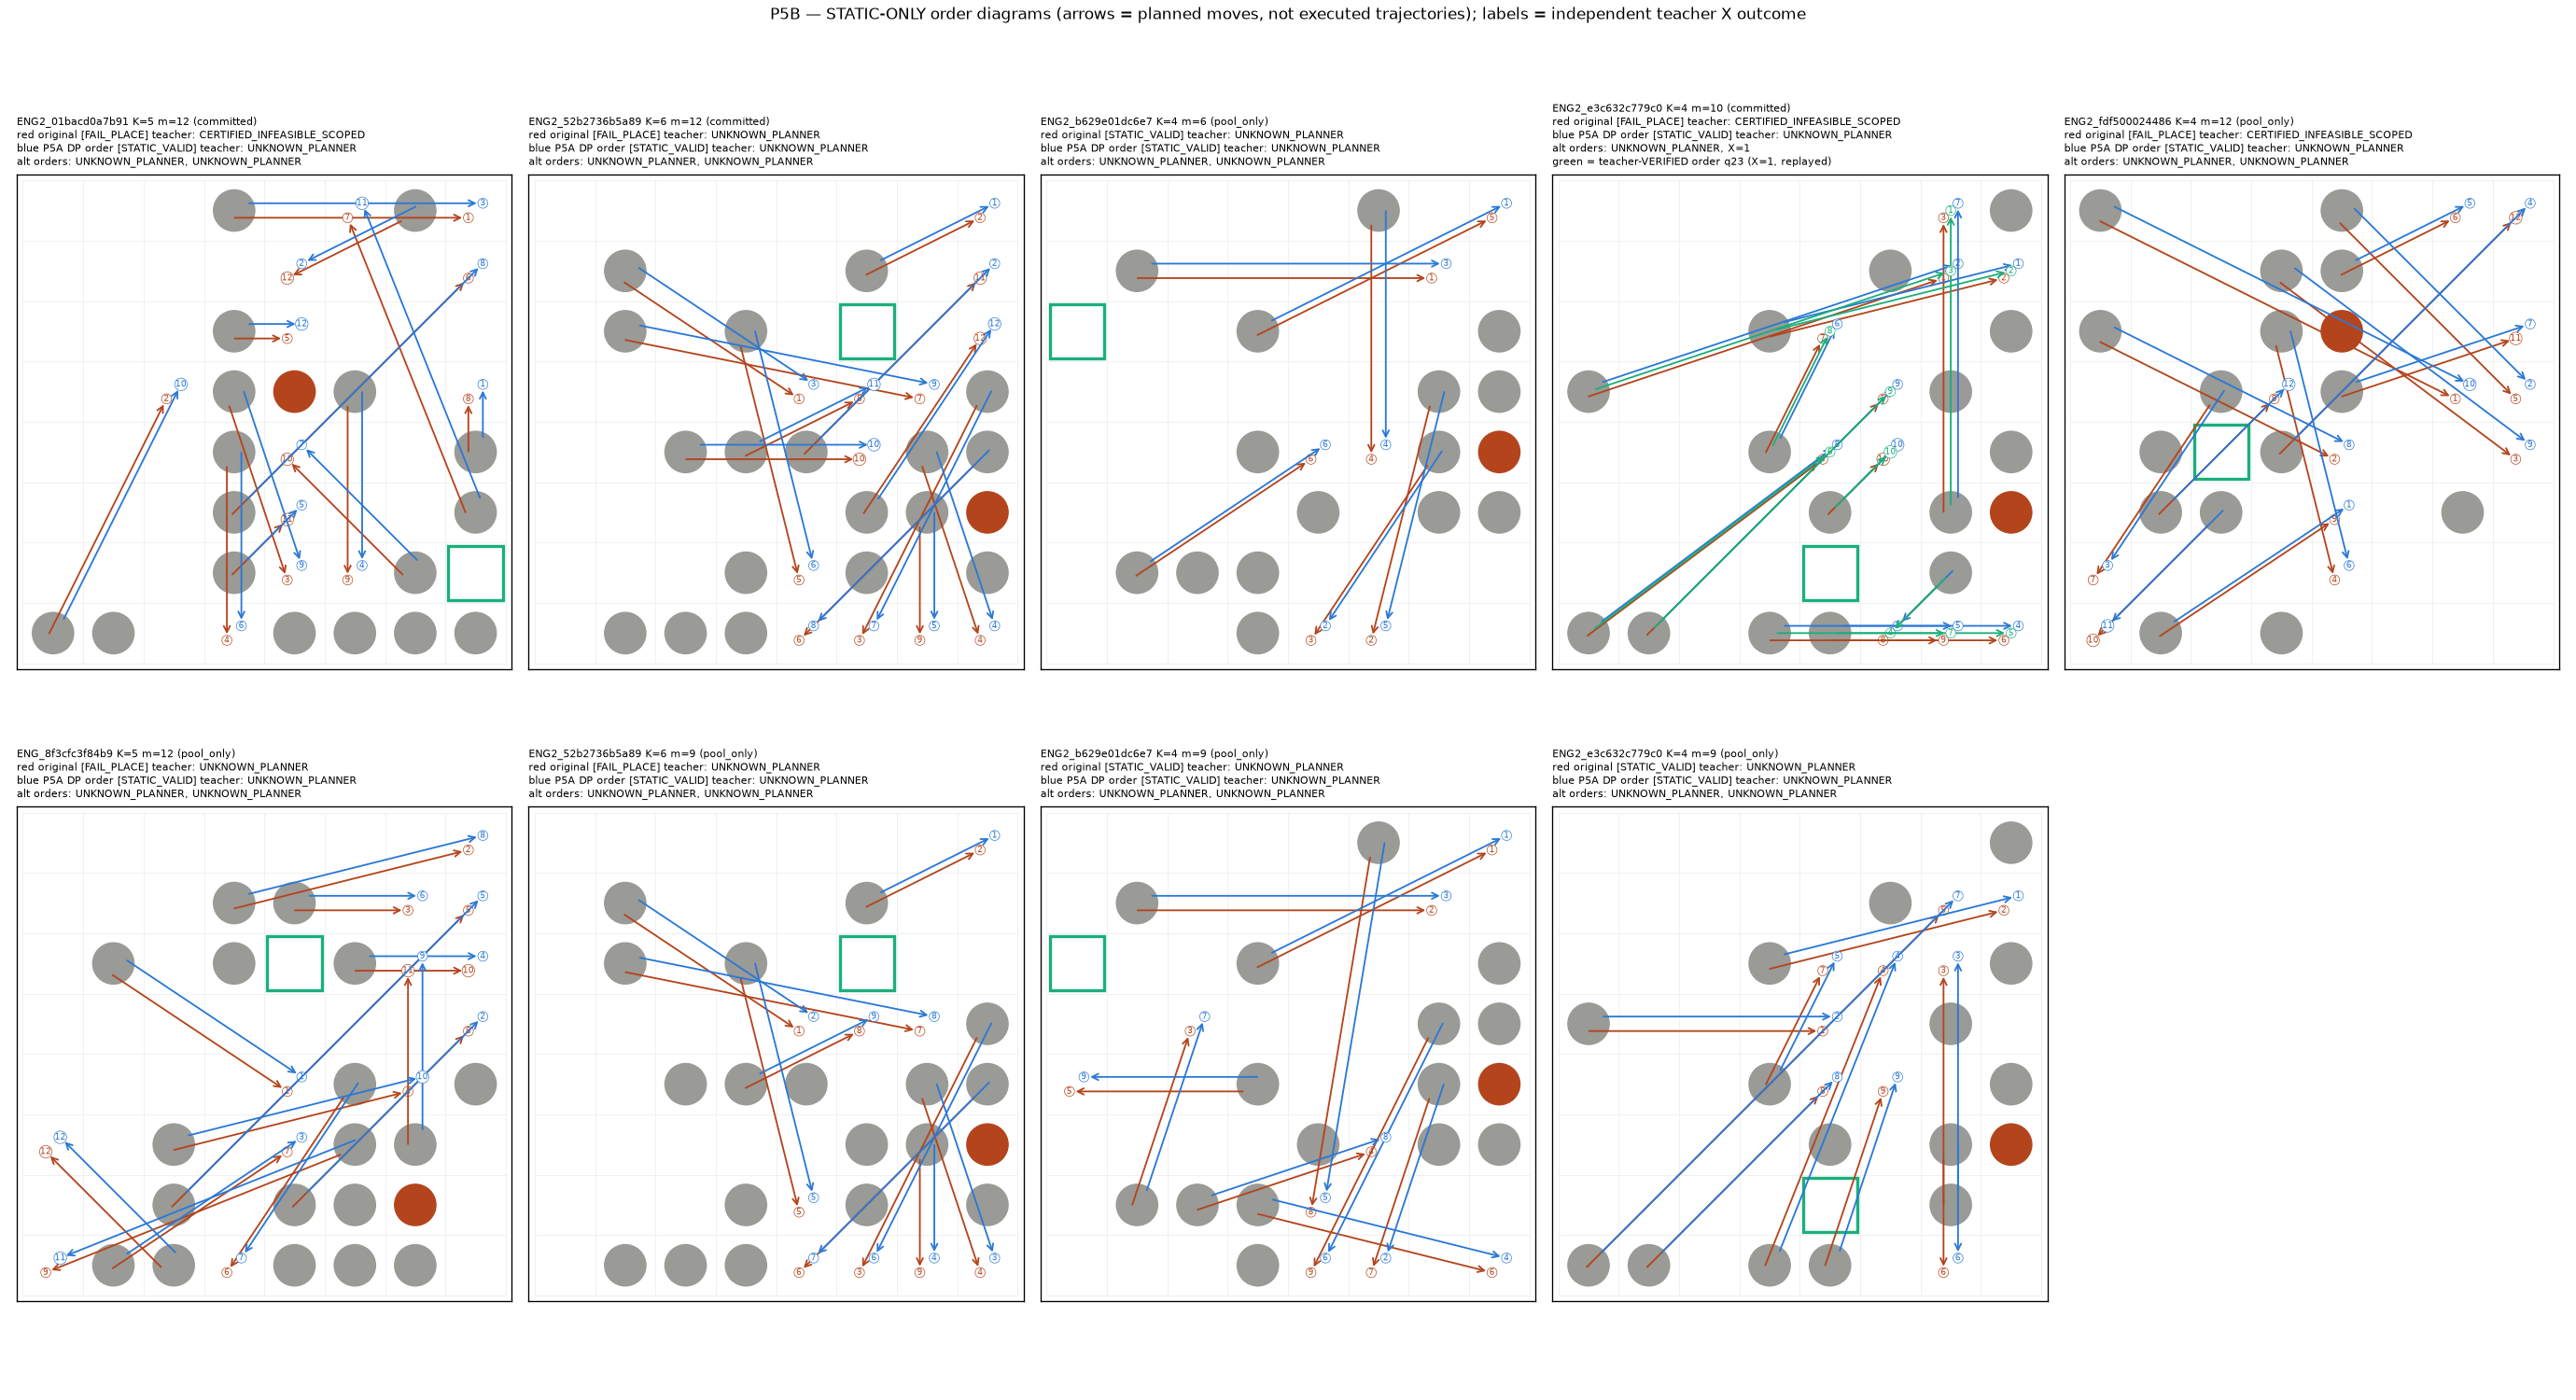 P5B — STATIC-ONLY order diagrams (arrows = planned moves, not executed trajectories); labels = independent teacher X outcome
ENG2_01bacd0a7b91 K=5 m=12 (committed)
red original [FAIL_PLACE] teacher: CERTIFIED_INFEASIBLE_SCOPED
blue P5A DP order [STATIC_VALID] teacher: UNKNOWN_PLANNER
alt orders: UNKNOWN_PLANNER, UNKNOWN_PLANNER
ENG2_52b2736b5a89 K=6 m=12 (committed)
red original [FAIL_PLACE] teacher: UNKNOWN_PLANNER
blue P5A DP order [STATIC_VALID] teacher: UNKNOWN_PLANNER
alt orders: UNKNOWN_PLANNER, UNKNOWN_PLANNER
ENG2_b629e01dc6e7 K=4 m=6 (pool_only)
red original [STATIC_VALID] teacher: UNKNOWN_PLANNER
blue P5A DP order [STATIC_VALID] teacher: UNKNOWN_PLANNER
alt orders: UNKNOWN_PLANNER, UNKNOWN_PLANNER
ENG2_e3c632c779c0 K=4 m=10 (committed)
red original [FAIL_PLACE] teacher: CERTIFIED_INFEASIBLE_SCOPED
blue P5A DP order [STATIC_VALID] teacher: UNKNOWN_PLANNER
alt orders: UNKNOWN_PLANNER, X=1
green = teacher-VERIFIED order q23 (X=1, replayed)
ENG2_fdf500024486 K=4 m=12 (pool_only)
red original [FAIL_PLACE] teacher: CERTIFIED_INFEASIBLE_SCOPED
blue P5A DP order [STATIC_VALID] teacher: UNKNOWN_PLANNER
alt orders: UNKNOWN_PLANNER, UNKNOWN_PLANNER
ENG_8f3cfc3f84b9 K=5 m=12 (pool_only)
red original [FAIL_PLACE] teacher: UNKNOWN_PLANNER
blue P5A DP order [STATIC_VALID] teacher: UNKNOWN_PLANNER
alt orders: UNKNOWN_PLANNER, UNKNOWN_PLANNER
ENG2_52b2736b5a89 K=6 m=9 (pool_only)
red original [FAIL_PLACE] teacher: UNKNOWN_PLANNER
blue P5A DP order [STATIC_VALID] teacher: UNKNOWN_PLANNER
alt orders: UNKNOWN_PLANNER, UNKNOWN_PLANNER
ENG2_b629e01dc6e7 K=4 m=9 (pool_only)
red original [STATIC_VALID] teacher: UNKNOWN_PLANNER
blue P5A DP order [STATIC_VALID] teacher: UNKNOWN_PLANNER
alt orders: UNKNOWN_PLANNER, UNKNOWN_PLANNER
ENG2_e3c632c779c0 K=4 m=9 (pool_only)
red original [STATIC_VALID] teacher: UNKNOWN_PLANNER
blue P5A DP order [STATIC_VALID] teacher: UNKNOWN_PLANNER
alt orders: UNKNOWN_PLANNER, UNKNOWN_PLANNER